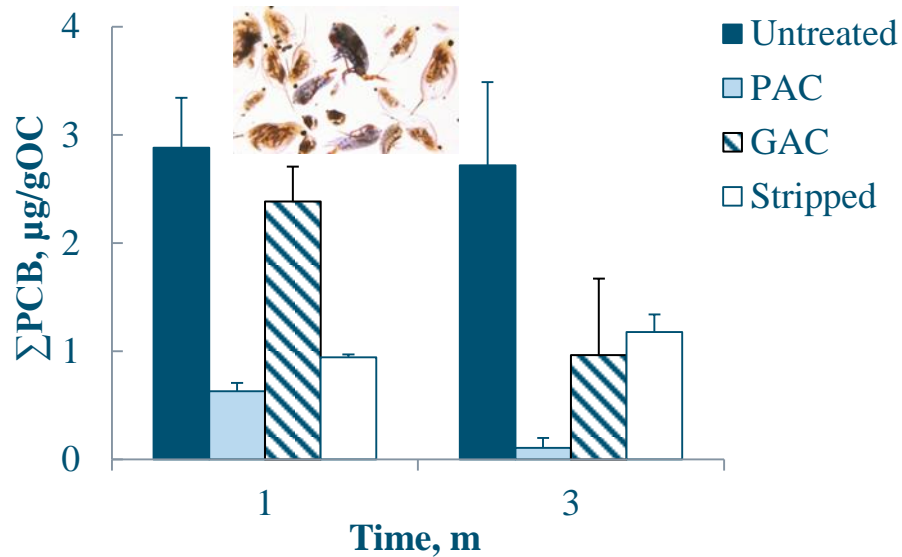 4
3
2
1
0
∑PCB, µg/gOC
1
3
Time, m
Untreated
PAC
GAC
Stripped